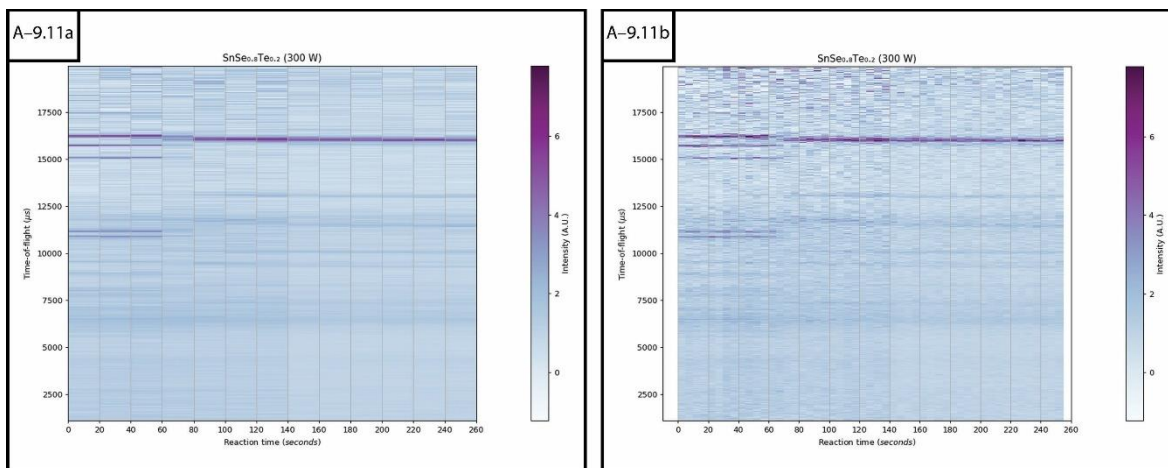 A–9.11a
SnSe₀.₈Te₀.₂ (300 W)
17500
15000
12500
10000
7500
5000
2500
Time-of-flight (μs)
0 20 40 60 80 100 120 140 160 180 200 220 240 260
Reaction time (seconds)
6
4
2
0
Intensity (A.U.)
A–9.11b
SnSe₀.₈Te₀.₂ (300 W)
17500
15000
12500
10000
7500
5000
2500
Time-of-flight (μs)
0 20 40 60 80 100 120 140 160 180 200 220 240 260
Reaction time (seconds)
6
4
2
0
Intensity (A.U.)